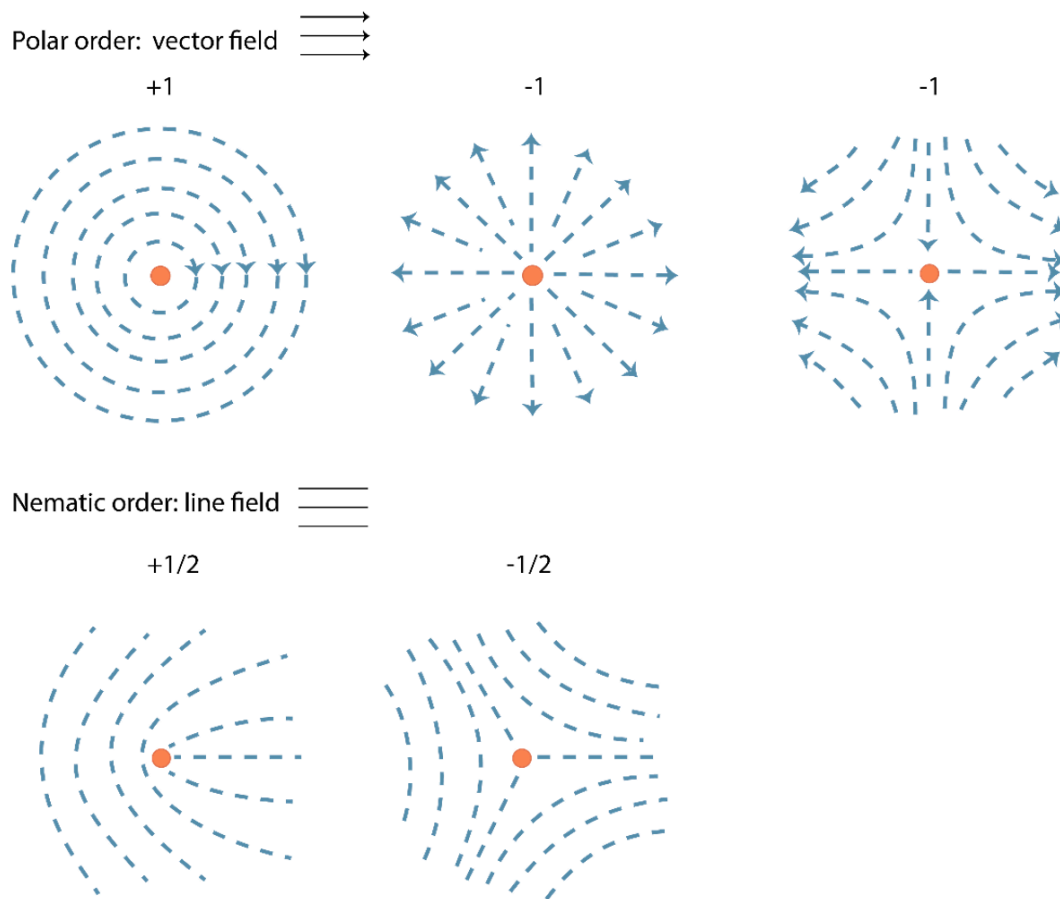 Polar order: vector field
+1
-1
-1
Nematic order: line field
+1/2
-1/2